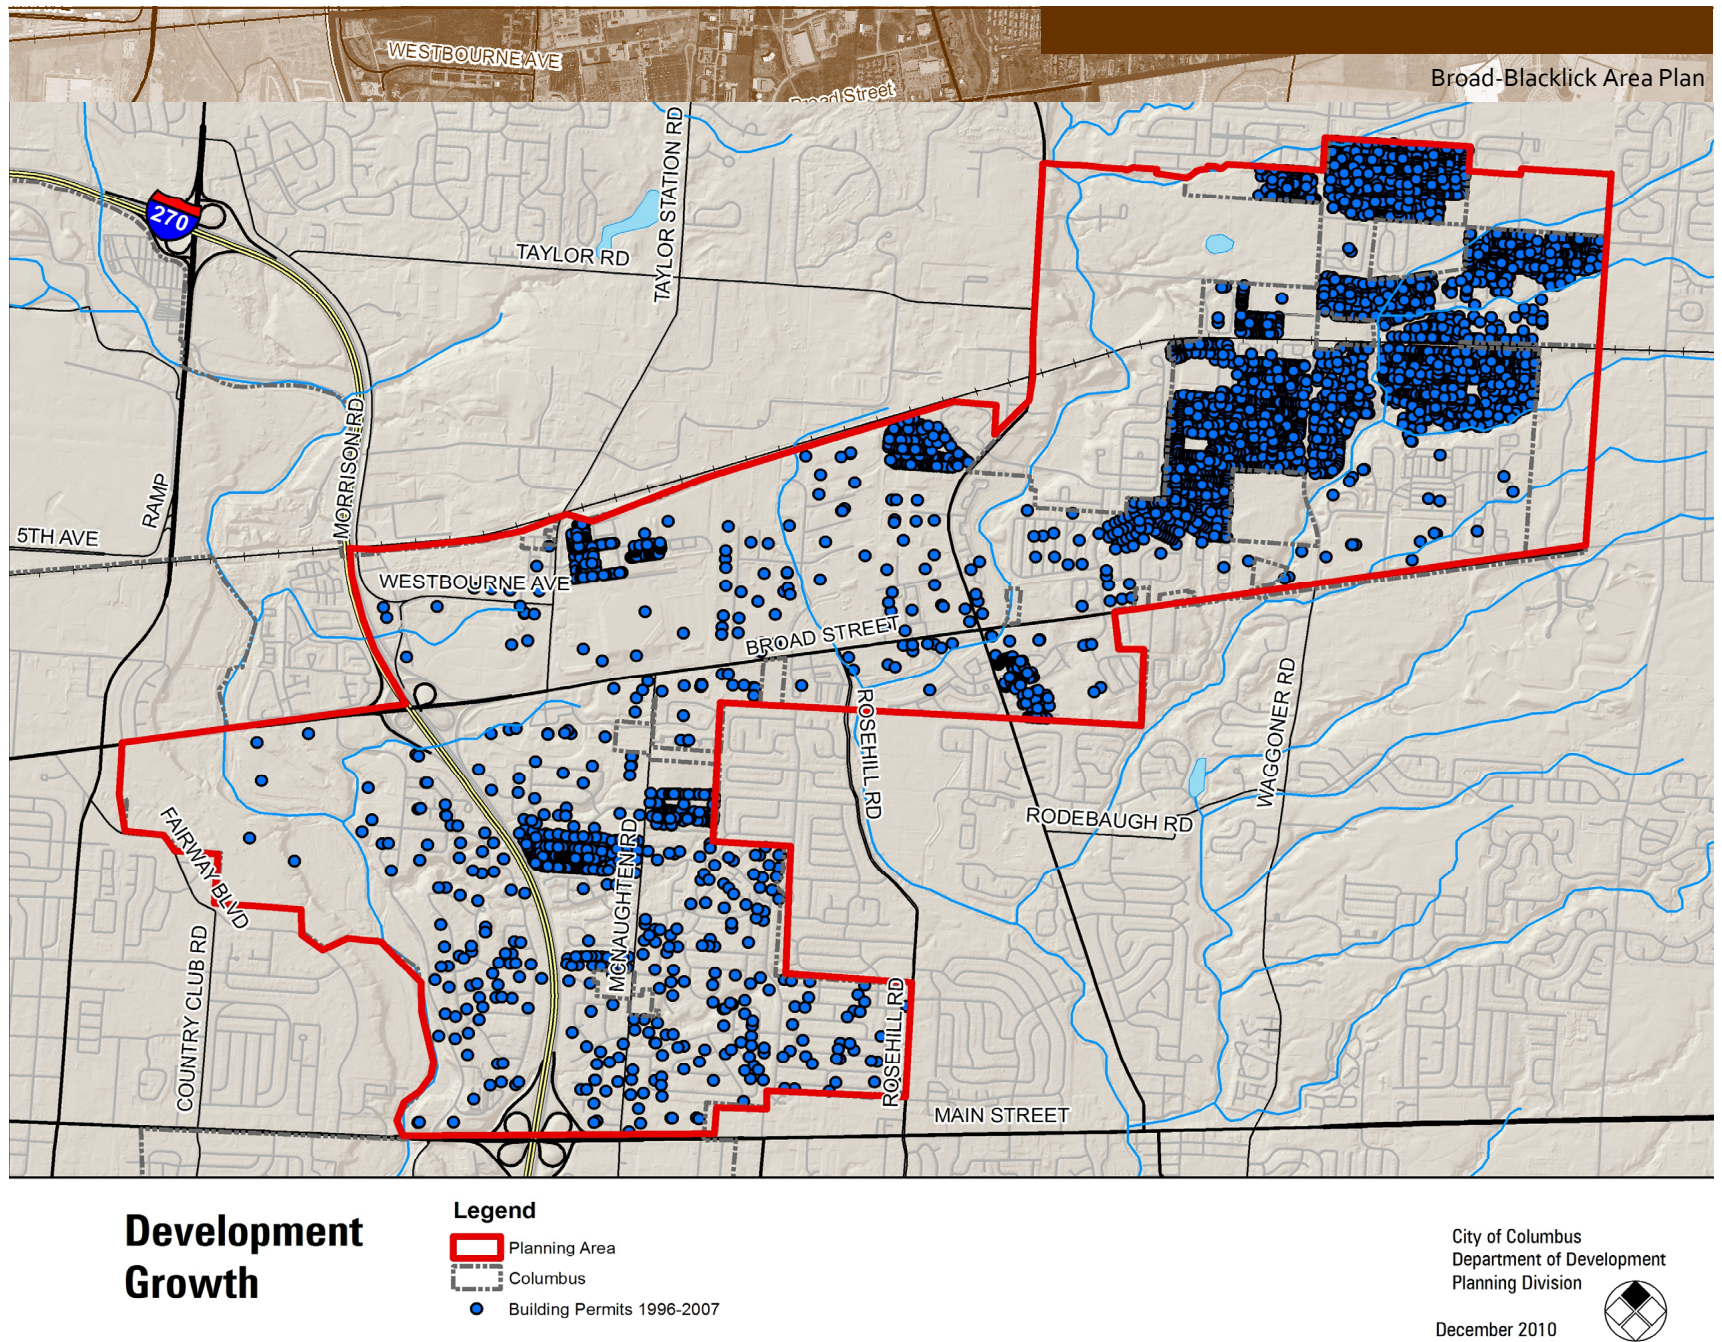 WESTBOURNE AVE
Broad Street
Broad-Blacklick Area Plan
270
TAYLOR RD
TAYLOR STATION RD
MORRISON RD
RAMP
5TH AVE
WESTBOURNE AVE
BROAD STREET
ROSEHILL RD
WAGGONER RD
RODEBAUGH RD
FAIRWAY BLVD
MCNAUGHTEN RD
COUNTRY CLUB RD
ROSEHILL RD
MAIN STREET
Development
Growth
Legend
Planning Area
Columbus
Building Permits 1996-2007
City of Columbus
Department of Development
Planning Division
December 2010